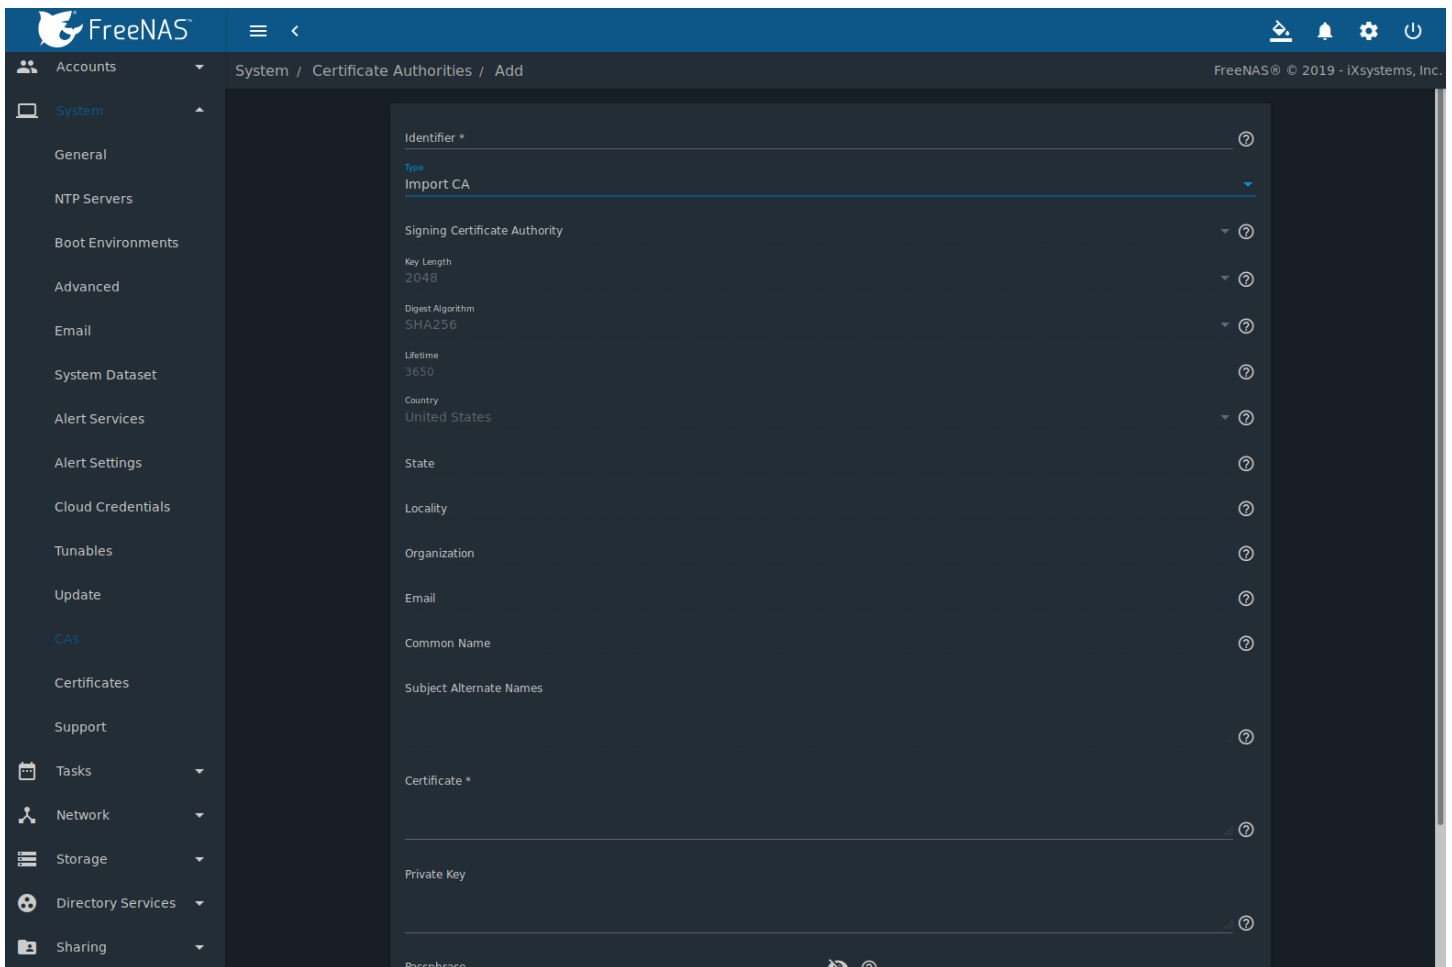 FreeNAS™
Accounts
System
General
NTP Servers
Boot Environments
Advanced
Email
System Dataset
Alert Services
Alert Settings
Cloud Credentials
Tunables
Update
CAs
Certificates
Support
Tasks
Network
Storage
Directory Services
Sharing
System / Certificate Authorities / Add
FreeNAS® © 2019 - iXsystems, Inc.
Identifier *
Type
Import CA
Signing Certificate Authority
Key Length
2048
Digest Algorithm
SHA256
Lifetime
3650
Country
United States
State
Locality
Organization
Email
Common Name
Subject Alternate Names
Certificate *
Private Key
Passphrase